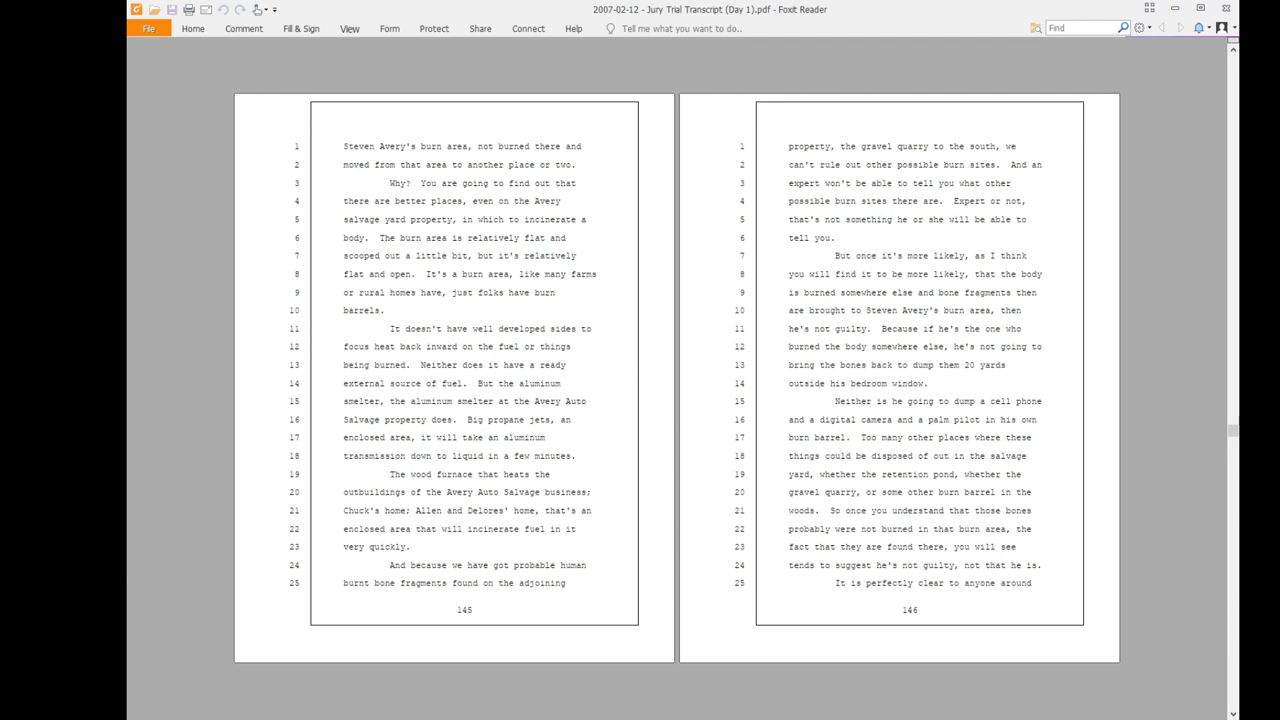 2007-02-12 - Jury Trial Transcript (Day 1).pdf - Foxit Reader
File Home Comment Fill & Sign View Form Protect Share Connect Help Tell me what you want to do.. Find
1 Steven Avery's burn area, not burned there and
2 moved from that area to another place or two.
3 Why? You are going to find out that
4 there are better places, even on the Avery
5 salvage yard property, in which to incinerate a
6 body. The burn area is relatively flat and
7 scooped out a little bit, but it's relatively
8 flat and open. It's a burn area, like many farms
9 or rural homes have, just folks have burn
10 barrels.
11 It doesn't have well developed sides to
12 focus heat back inward on the fuel or things
13 being burned. Neither does it have a ready
14 external source of fuel. But the aluminum
15 smelter, the aluminum smelter at the Avery Auto
16 Salvage property does. Big propane jets, an
17 enclosed area, it will take an aluminum
18 transmission down to liquid in a few minutes.
19 The wood furnace that heats the
20 outbuildings of the Avery Auto Salvage business;
21 Chuck's home; Allen and Delores' home, that's an
22 enclosed area that will incinerate fuel in it
23 very quickly.
24 And because we have got probable human
25 burnt bone fragments found on the adjoining
145
1 property, the gravel quarry to the south, we
2 can't rule out other possible burn sites. And an
3 expert won't be able to tell you what other
4 possible burn sites there are. Expert or not,
5 that's not something he or she will be able to
6 tell you.
7 But once it's more likely, as I think
8 you will find it to be more likely, that the body
9 is burned somewhere else and bone fragments then
10 are brought to Steven Avery's burn area, then
11 he's not guilty. Because if he's the one who
12 burned the body somewhere else, he's not going to
13 bring the bones back to dump them 20 yards
14 outside his bedroom window.
15 Neither is he going to dump a cell phone
16 and a digital camera and a palm pilot in his own
17 burn barrel. Too many other places where these
18 things could be disposed of out in the salvage
19 yard, whether the retention pond, whether the
20 gravel quarry, or some other burn barrel in the
21 woods. So once you understand that those bones
22 probably were not burned in that burn area, the
23 fact that they are found there, you will see
24 tends to suggest he's not guilty, not that he is.
25 It is perfectly clear to anyone around
146